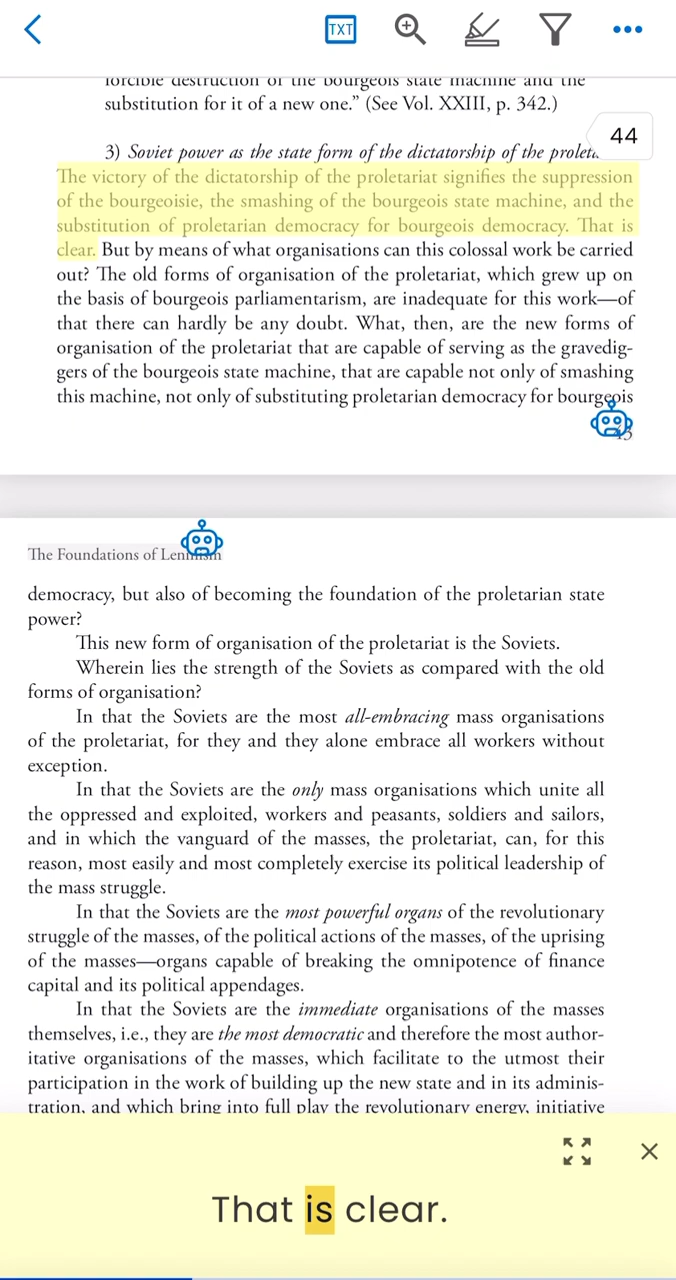 TXT
forcible destruction of the bourgeois state machine and the
substitution for it of a new one.” (See Vol. XXIII, p. 342.)
44
3) Soviet power as the state form of the dictatorship of the
The victory of the dictatorship of the proletariat signifies the suppression
of the bourgeoisie, the smashing of the bourgeois state machine, and the
substitution of proletarian democracy for bourgeois democracy. That is
clear. But by means of what organisations can this colossal work be carried
out? The old forms of organisation of the proletariat, which grew up on
the basis of bourgeois parliamentarism, are inadequate for this work—of
that there can hardly be any doubt. What, then, are the new forms of
organisation of the proletariat that are capable of serving as the gravedig-
gers of the bourgeois state machine, that are capable not only of smashing
this machine, not only of substituting proletarian democracy for bourgeois
The Foundations of Leninism
democracy, but also of becoming the foundation of the proletarian state
power?
This new form of organisation of the proletariat is the Soviets.
Wherein lies the strength of the Soviets as compared with the old
forms of organisation?
In that the Soviets are the most all-embracing mass organisations
of the proletariat, for they and they alone embrace all workers without
exception.
In that the Soviets are the only mass organisations which unite all
the oppressed and exploited, workers and peasants, soldiers and sailors,
and in which the vanguard of the masses, the proletariat, can, for this
reason, most easily and most completely exercise its political leadership of
the mass struggle.
In that the Soviets are the most powerful organs of the revolutionary
struggle of the masses, of the political actions of the masses, of the uprising
of the masses—organs capable of breaking the omnipotence of finance
capital and its political appendages.
In that the Soviets are the immediate organisations of the masses
themselves, i.e., they are the most democratic and therefore the most author-
itative organisations of the masses, which facilitate to the utmost their
participation in the work of building up the new state and in its adminis-
tration, and which bring into full play the revolutionary energy, initiative
That is clear.